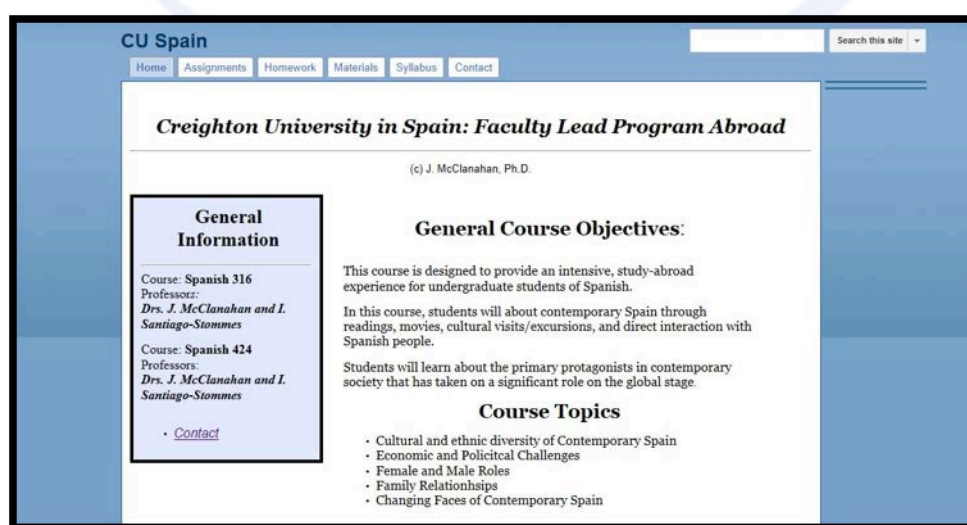 CU Spain
Search this site
Home Assignments Homework Materials Syllabus Contact
Creighton University in Spain: Faculty Lead Program Abroad
(c) J. McClanahan, Ph.D.
General
Information
Course: Spanish 316
Professors:
Drs. J. McClanahan and I.
Santiago-Stommes
Course: Spanish 424
Professors:
Drs. J. McClanahan and I.
Santiago-Stommes
• Contact
General Course Objectives:
This course is designed to provide an intensive, study-abroad
experience for undergraduate students of Spanish.
In this course, students will about contemporary Spain through
readings, movies, cultural visits/excursions, and direct interaction with
Spanish people.
Students will learn about the primary protagonists in contemporary
society that has taken on a significant role on the global stage.
Course Topics
• Cultural and ethnic diversity of Contemporary Spain
• Economic and Policitcal Challenges
• Female and Male Roles
• Family Relationhsips
• Changing Faces of Contemporary Spain